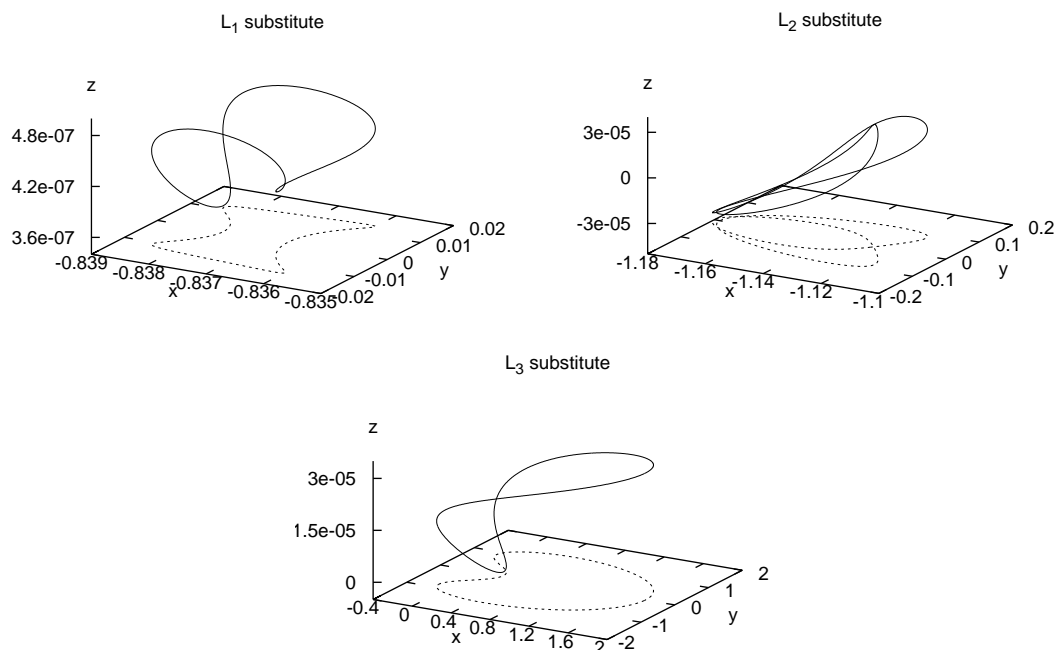 L1 substitute
z
4.8e-07
4.2e-07
3.6e-07
-0.839
-0.838
-0.837
-0.836
-0.835
x
-0.02
-0.01
0
0.01
0.02
y
L2 substitute
z
3e-05
0
-3e-05
-1.18
-1.16
-1.14
-1.12
-1.1
x
-0.2
-0.1
0
0.1
0.2
y
L3 substitute
z
3e-05
1.5e-05
0
-0.4
0
0.4
0.8
1.2
1.6
2
x
-2
-1
0
1
2
y